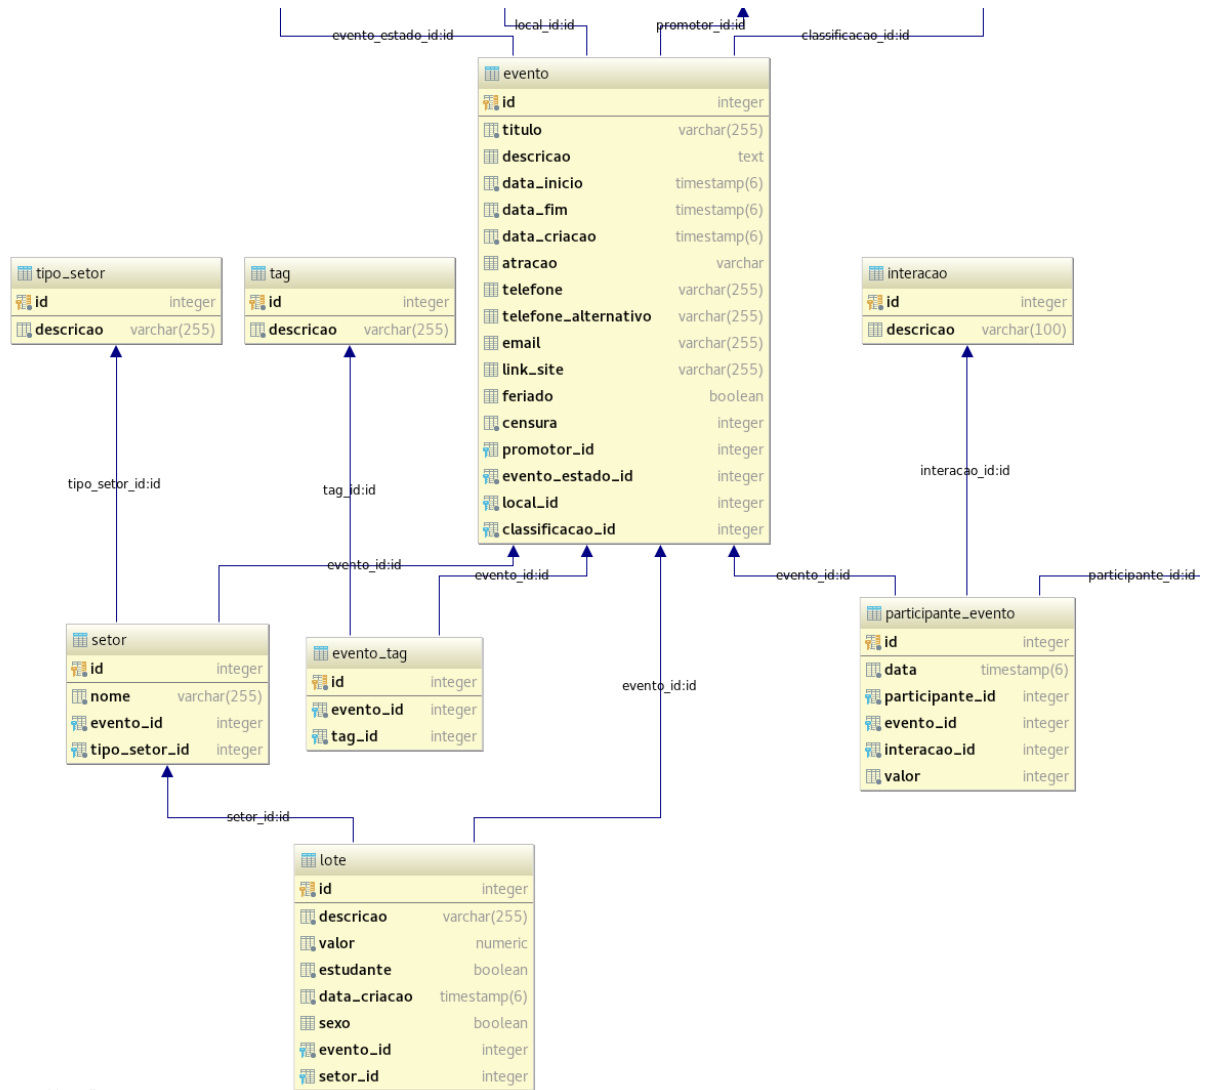 local_id:id
promotor_id:id
evento_estado_id:id
classificacao_id:id
evento
id integer
titulo varchar(255)
descricao text
data_inicio timestamp(6)
data_fim timestamp(6)
data_criacao timestamp(6)
atracao varchar
telefone varchar(255)
telefone_alternativo varchar(255)
email varchar(255)
link_site varchar(255)
feriado boolean
censura integer
promotor_id integer
evento_estado_id integer
local_id integer
classificacao_id integer
tipo_setor
id integer
descricao varchar(255)
tag
id integer
descricao varchar(255)
interacao
id integer
descricao varchar(100)
tipo_setor_id:id
tag_id:id
interacao_id:id
evento_id:id
evento_id:id
evento_id:id
participante_id:id
setor
id integer
nome varchar(255)
evento_id integer
tipo_setor_id integer
evento_tag
id integer
evento_id integer
tag_id integer
evento_id:id
participante_evento
id integer
data timestamp(6)
participante_id integer
evento_id integer
interacao_id integer
valor integer
setor_id:id
lote
id integer
descricao varchar(255)
valor numeric
estudante boolean
data_criacao timestamp(6)
sexo boolean
evento_id integer
setor_id integer